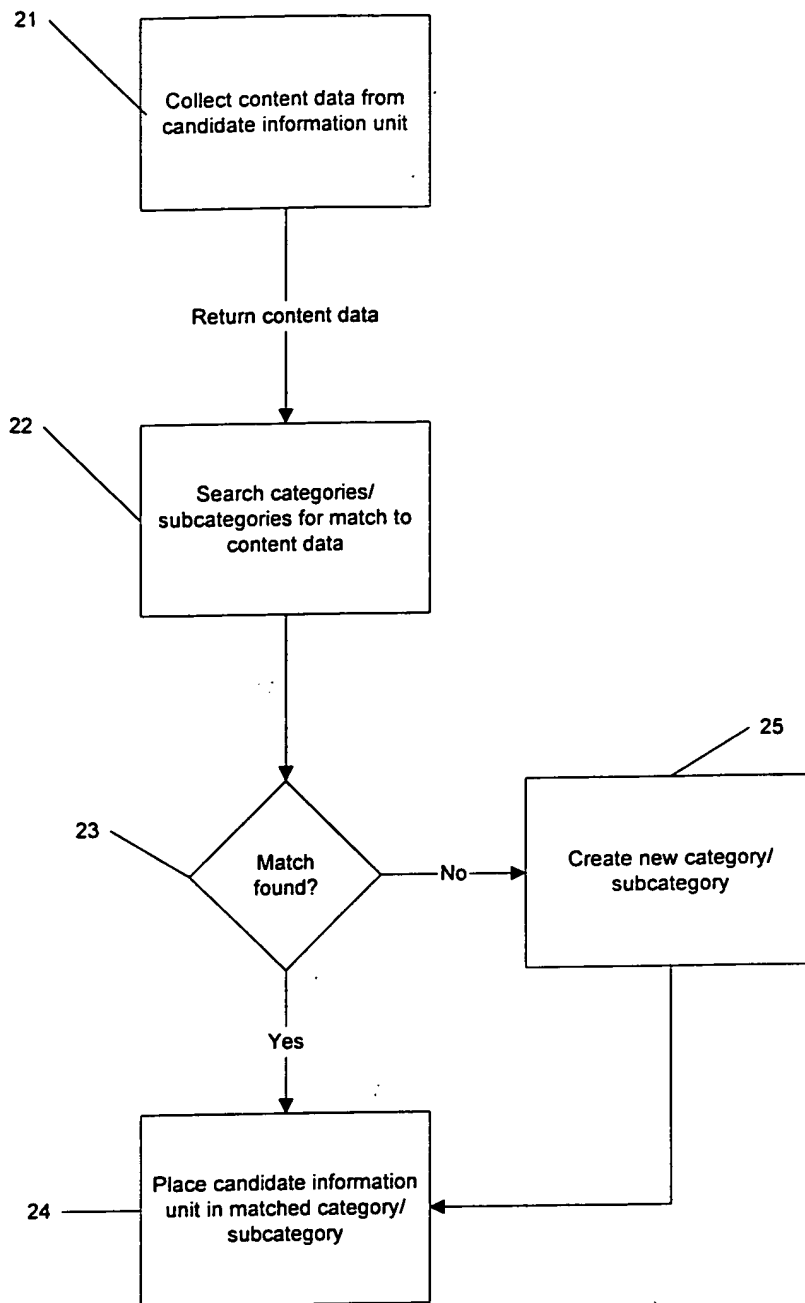 21
Collect content data from
candidate information unit
Return content data
22
Search categories/
subcategories for match to
content data
23
Match
found?
No
25
Create new category/
subcategory
Yes
24
Place candidate information
unit in matched category/
subcategory